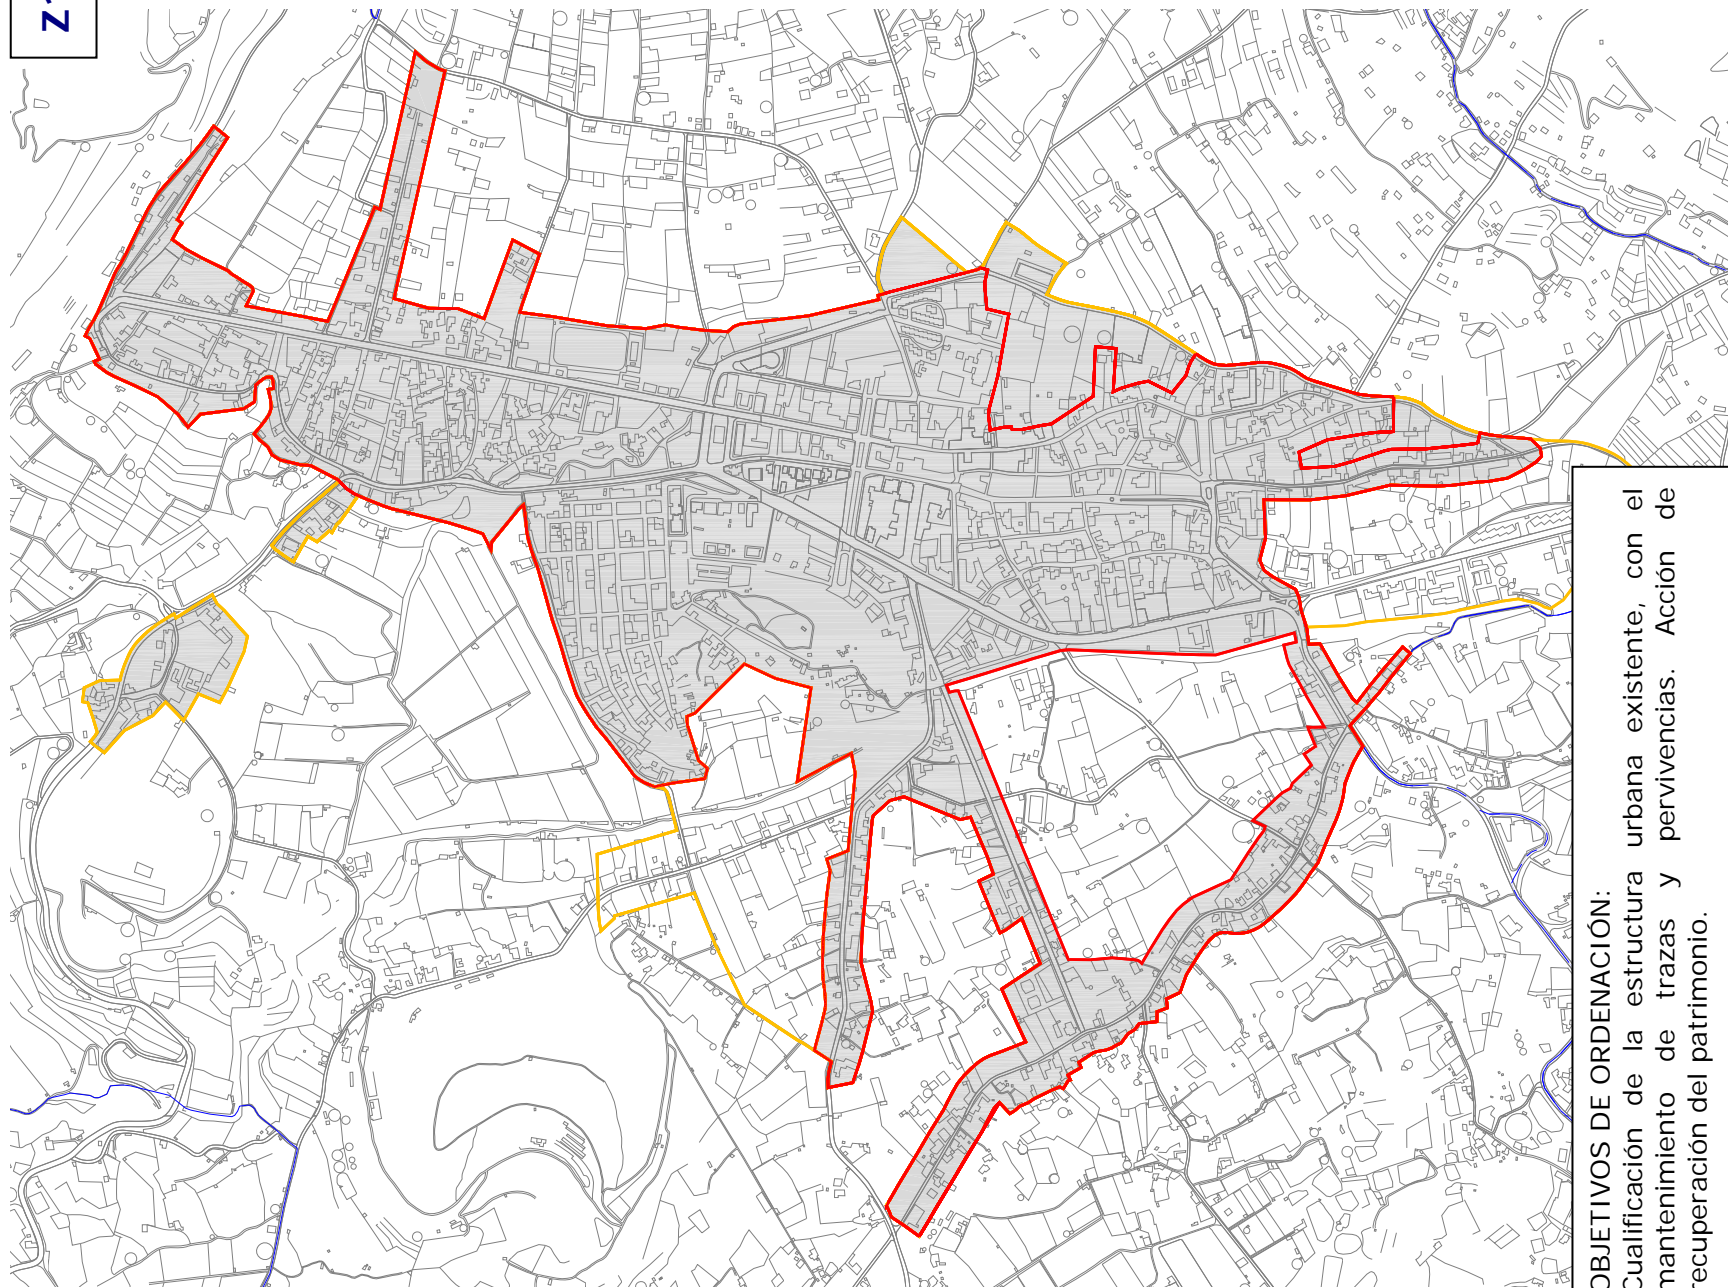 Z
OBJETIVOS DE ORDENACIÓN:
Cualificación de la estructura urbana existente, con el
mantenimiento de trazas y pervivencias. Acción de
recuperación del patrimonio.